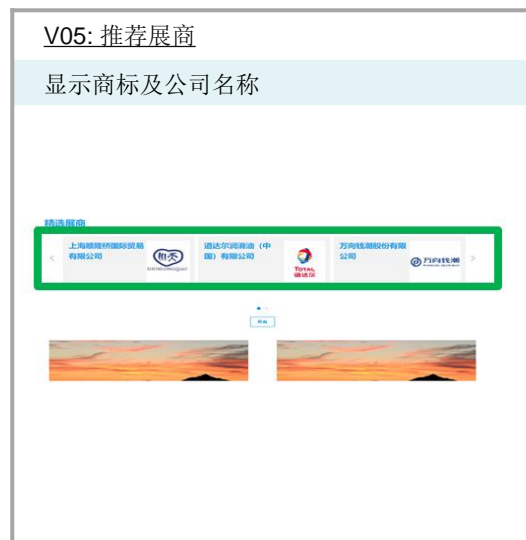 V05: 推荐展商
显示商标及公司名称
精选展商
上海顺隆桥国际贸易
有限公司
道达尔润滑油（中
国）有限公司
TOTAL
道达尔
万向钱潮股份有限
公司
万向钱潮